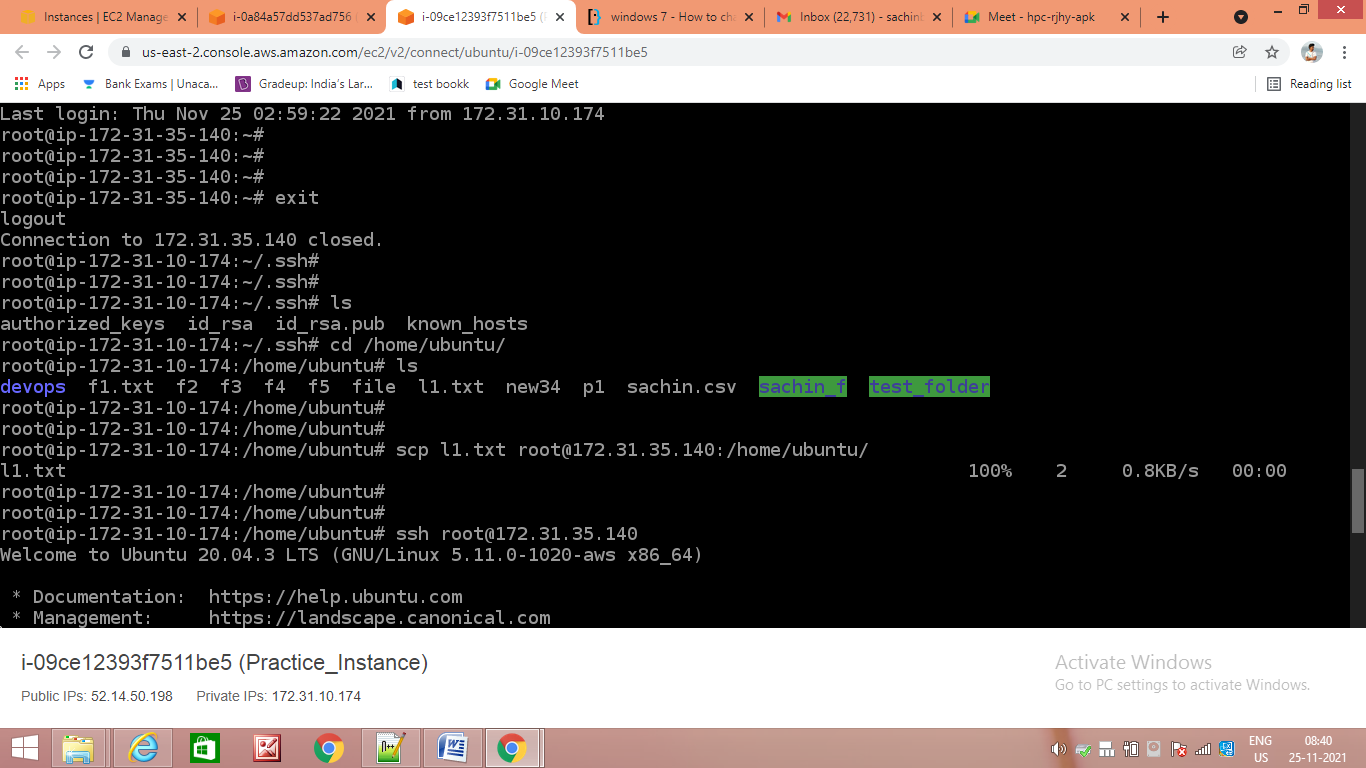 Instances | EC2 Manage
i-0a84a57dd537ad756 (
i-09ce12393f7511be5 (
windows 7 - How to cha
Inbox (22,731) - sachinb
Meet - hpc-rjhy-apk
us-east-2.console.aws.amazon.com/ec2/v2/connect/ubuntu/i-09ce12393f7511be5
Apps
Bank Exams | Unaca...
Gradeup: India's Lar...
test bookk
Google Meet
Reading list
Last login: Thu Nov 25 02:59:22 2021 from 172.31.10.174
root@ip-172-31-35-140:~#
root@ip-172-31-35-140:~#
root@ip-172-31-35-140:~#
root@ip-172-31-35-140:~# exit
logout
Connection to 172.31.35.140 closed.
root@ip-172-31-10-174:~/.ssh#
root@ip-172-31-10-174:~/.ssh#
root@ip-172-31-10-174:~/.ssh# ls
authorized_keys  id_rsa  id_rsa.pub  known_hosts
root@ip-172-31-10-174:~/.ssh# cd /home/ubuntu/
root@ip-172-31-10-174:/home/ubuntu# ls
devops  f1.txt  f2  f3  f4  f5  file  l1.txt  new34  p1  sachin.csv  sachin_f  test_folder
root@ip-172-31-10-174:/home/ubuntu#
root@ip-172-31-10-174:/home/ubuntu#
root@ip-172-31-10-174:/home/ubuntu# scp l1.txt root@172.31.35.140:/home/ubuntu/
l1.txt 100% 2 0.8KB/s 00:00
root@ip-172-31-10-174:/home/ubuntu#
root@ip-172-31-10-174:/home/ubuntu#
root@ip-172-31-10-174:/home/ubuntu# ssh root@172.31.35.140
Welcome to Ubuntu 20.04.3 LTS (GNU/Linux 5.11.0-1020-aws x86_64)
* Documentation:  https://help.ubuntu.com
* Management:     https://landscape.canonical.com
i-09ce12393f7511be5 (Practice_Instance)
Public IPs: 52.14.50.198 Private IPs: 172.31.10.174
Activate Windows
Go to PC settings to activate Windows.
ENG
US
08:40
25-11-2021